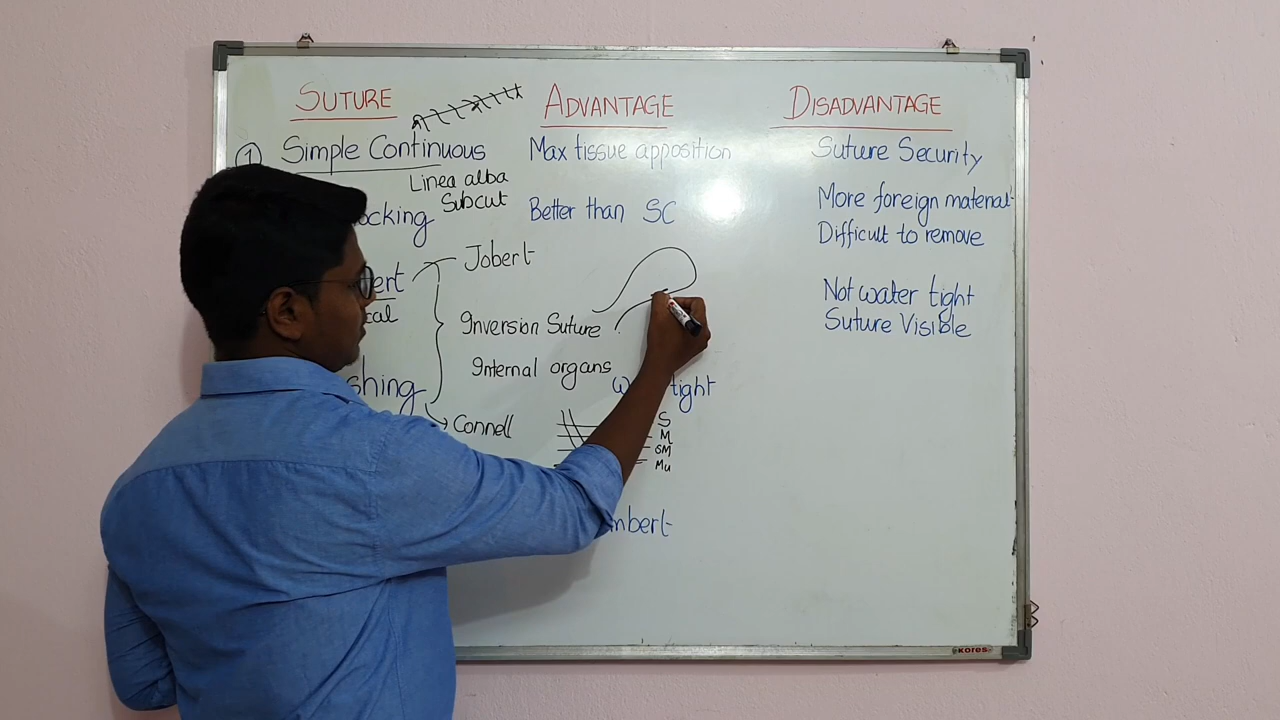 SUTURE
ADVANTAGE
DISADVANTAGE
1 Simple Continuous
Max tissue apposition
Suture Security
Linea alba
Subcut
ocking
Better than SC
More foreign material
Difficult to remove
Jobert
ert
cal
Inversion Suture
Not water tight
Suture Visible
Internal organs
shing
tight
Connell
S
M
SM
Mu
mbert
KORES